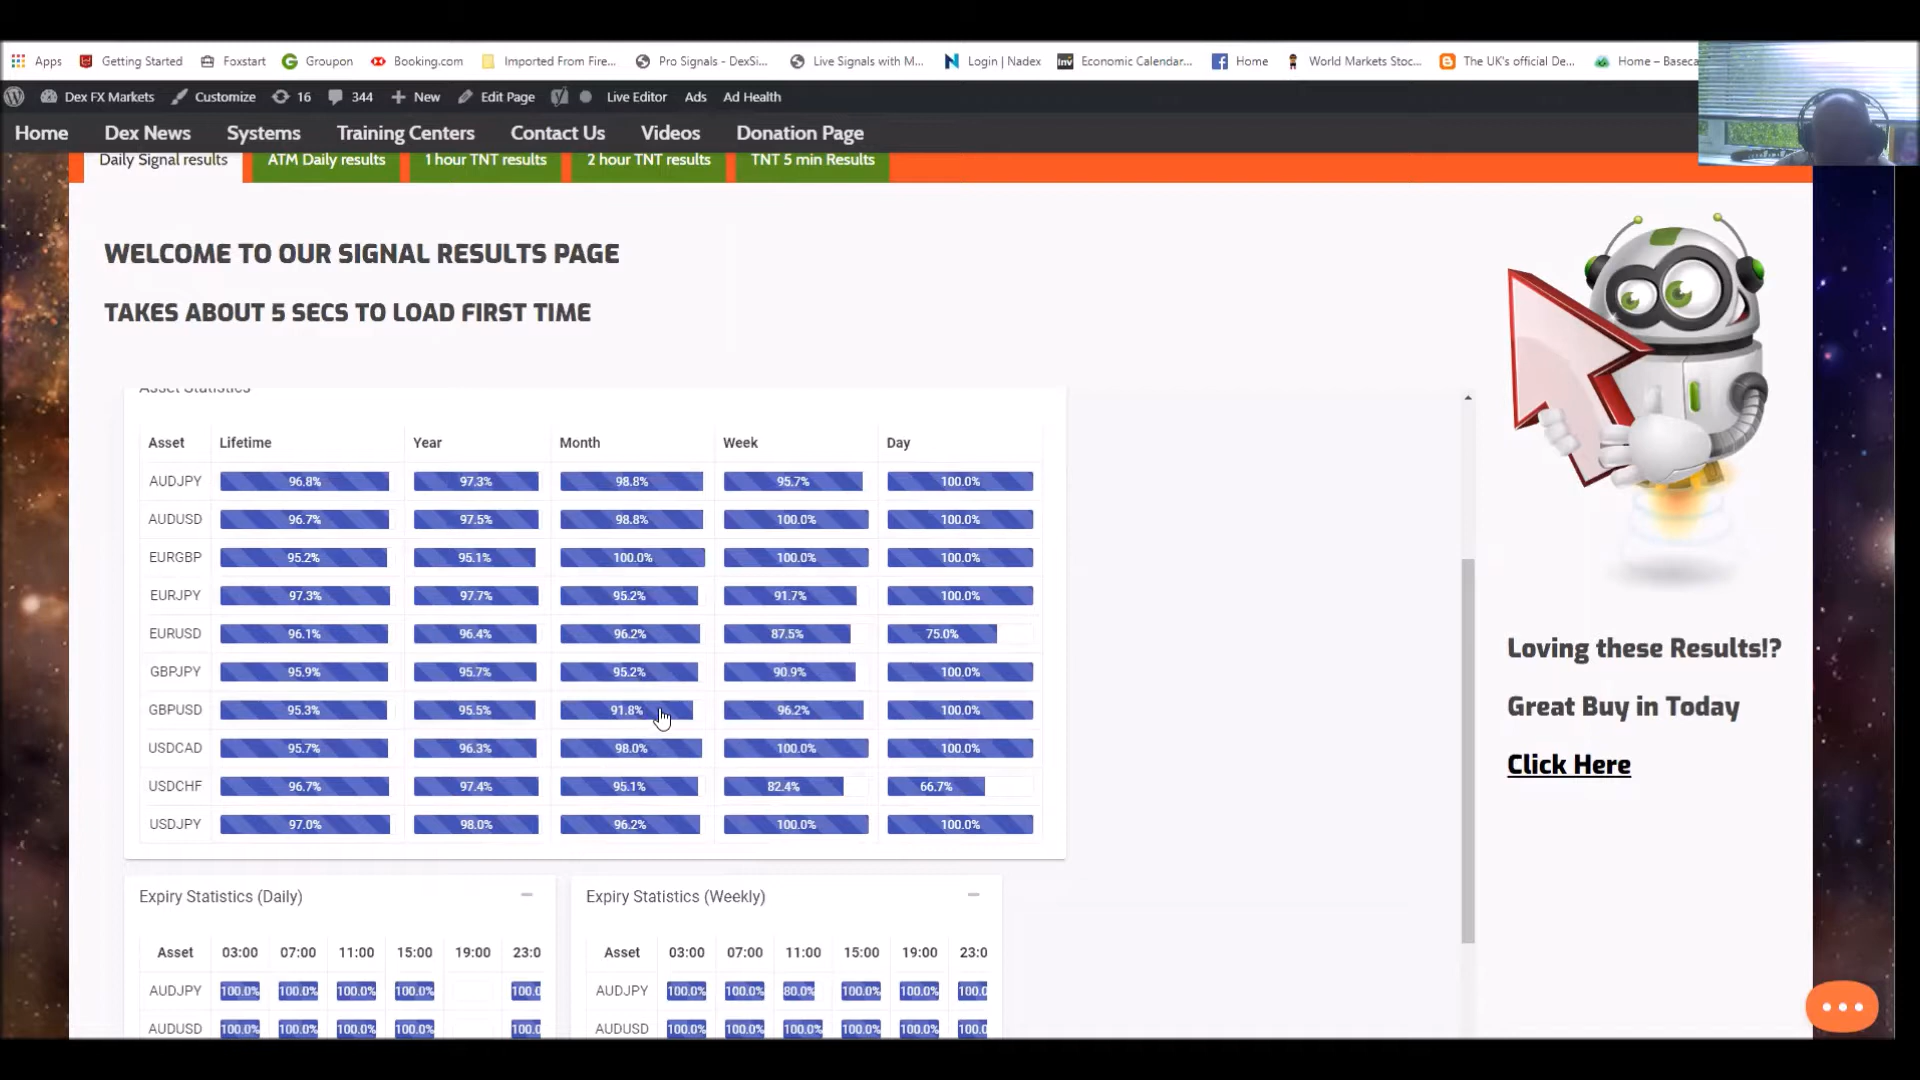 Apps Getting Started Foxstart Groupon Booking.com Imported From Fire... Pro Signals - DexSi... Live Signals with M... Login | Nadex Economic Calendar... Home World Markets Stoc... The UK's official De... Home – Baseca
Dex FX Markets Customize 16 344 New Edit Page Live Editor Ads Ad Health
Home Dex News Systems Training Centers Contact Us Videos Donation Page
Daily Signal results ATM Daily results 1 hour TNT results 2 hour TNT results TNT 5 min Results
WELCOME TO OUR SIGNAL RESULTS PAGE
TAKES ABOUT 5 SECS TO LOAD FIRST TIME
Asset Statistics
Asset Lifetime Year Month Week Day
AUDJPY 96.8% 97.3% 98.8% 95.7% 100.0%
AUDUSD 96.7% 97.5% 98.8% 100.0% 100.0%
EURGBP 95.2% 95.1% 100.0% 100.0% 100.0%
EURJPY 97.3% 97.7% 95.2% 91.7% 100.0%
EURUSD 96.1% 96.4% 96.2% 87.5% 75.0%
GBPJPY 95.9% 95.7% 95.2% 90.9% 100.0%
GBPUSD 95.3% 95.5% 91.8% 96.2% 100.0%
USDCAD 95.7% 96.3% 98.0% 100.0% 100.0%
USDCHF 96.7% 97.4% 95.1% 82.4% 66.7%
USDJPY 97.0% 98.0% 96.2% 100.0% 100.0%
Loving these Results!?
Great Buy in Today
Click Here
Expiry Statistics (Daily)
Asset 03:00 07:00 11:00 15:00 19:00 23:0
AUDJPY 100.0% 100.0% 100.0% 100.0% 100.0
AUDUSD 100.0% 100.0% 100.0% 100.0% 100.0
Expiry Statistics (Weekly)
Asset 03:00 07:00 11:00 15:00 19:00 23:0
AUDJPY 100.0% 100.0% 80.0% 100.0% 100.0% 100.0
AUDUSD 100.0% 100.0% 100.0% 100.0% 100.0% 100.0